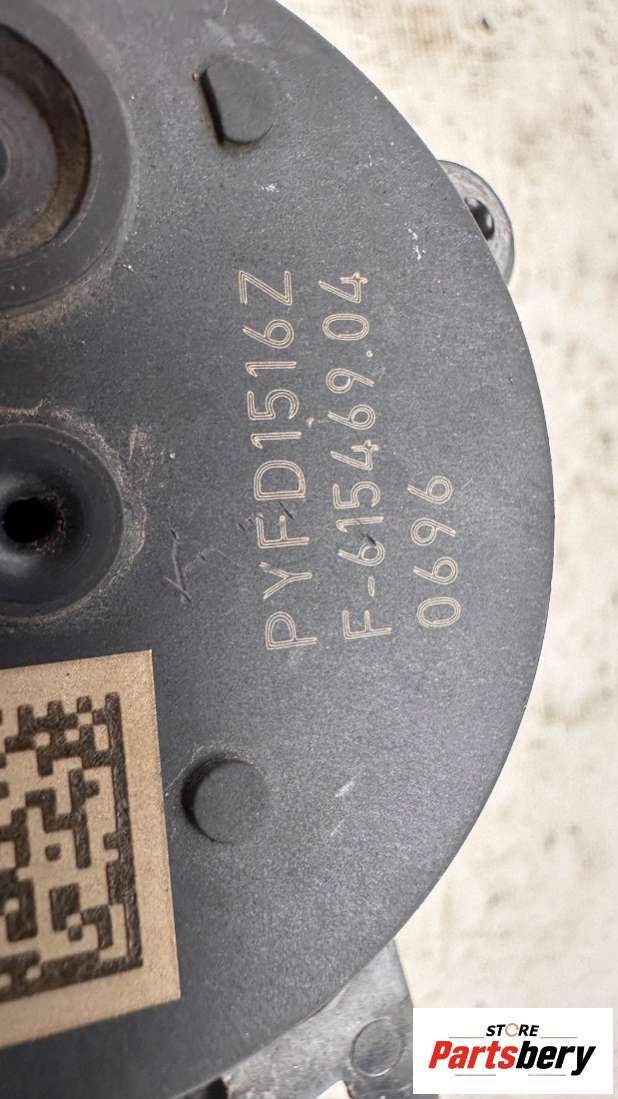 PYFD1516Z
F-615469.04
0696
STORE
Partsbery